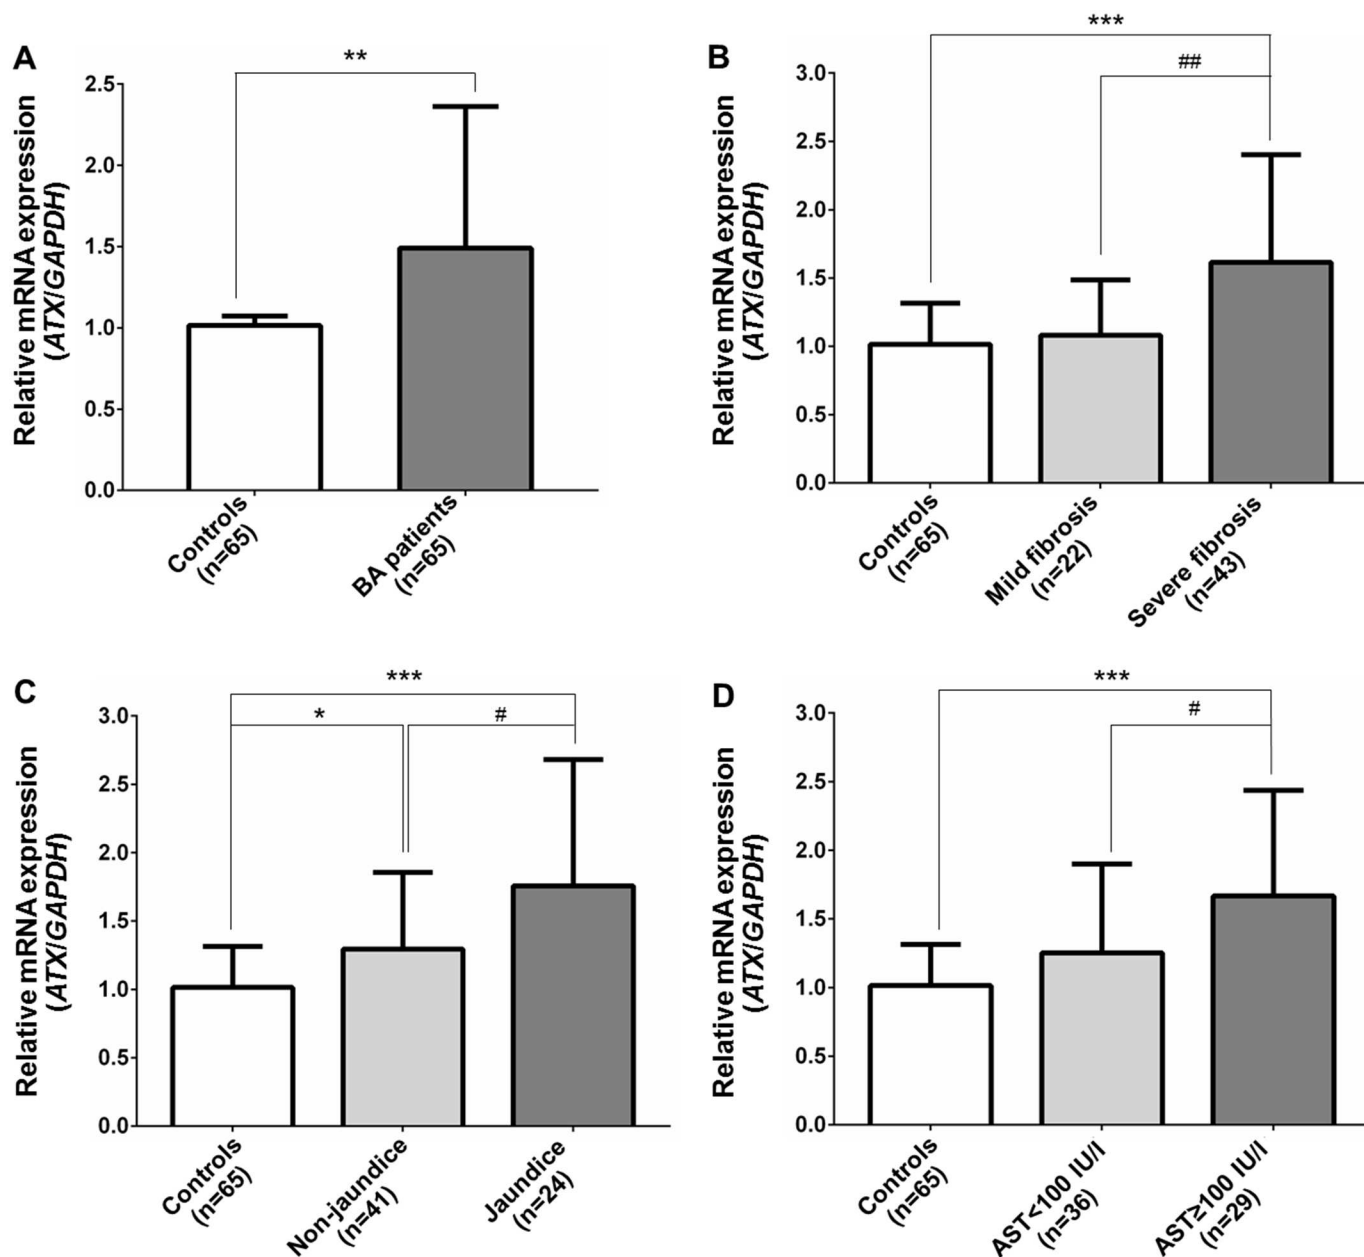 A
**
Relative mRNA expression
(ATX/GAPDH)
2.5
2.0
1.5
1.0
0.5
0.0
Controls
(n=65)
BA patients
(n=65)
B
***
##
Relative mRNA expression
(ATX/GAPDH)
3.0
2.5
2.0
1.5
1.0
0.5
0.0
Controls
(n=65)
Mild fibrosis
(n=22)
Severe fibrosis
(n=43)
C
***
*
#
Relative mRNA expression
(ATX/GAPDH)
3.0
2.5
2.0
1.5
1.0
0.5
0.0
Controls
(n=65)
Non-jaundice
(n=41)
Jaundice
(n=24)
D
***
#
Relative mRNA expression
(ATX/GAPDH)
3.0
2.5
2.0
1.5
1.0
0.5
0.0
Controls
(n=65)
AST<100 IU/l
(n=36)
AST≥100 IU/l
(n=29)